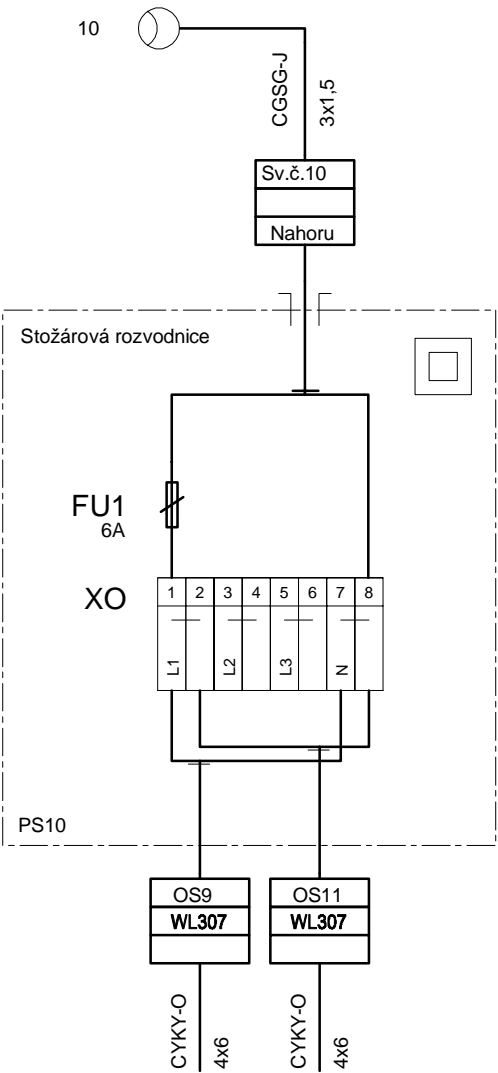 10
CGSG-J
3x1,5
Sv.č.10
Nahoru
Stožárová rozvodnice
FU1
6A
XO
1 2 3 4 5 6 7 8
L1 L2 L3 N
PS10
OS9
WL307
OS11
WL307
CYKY-O
4x6
CYKY-O
4x6